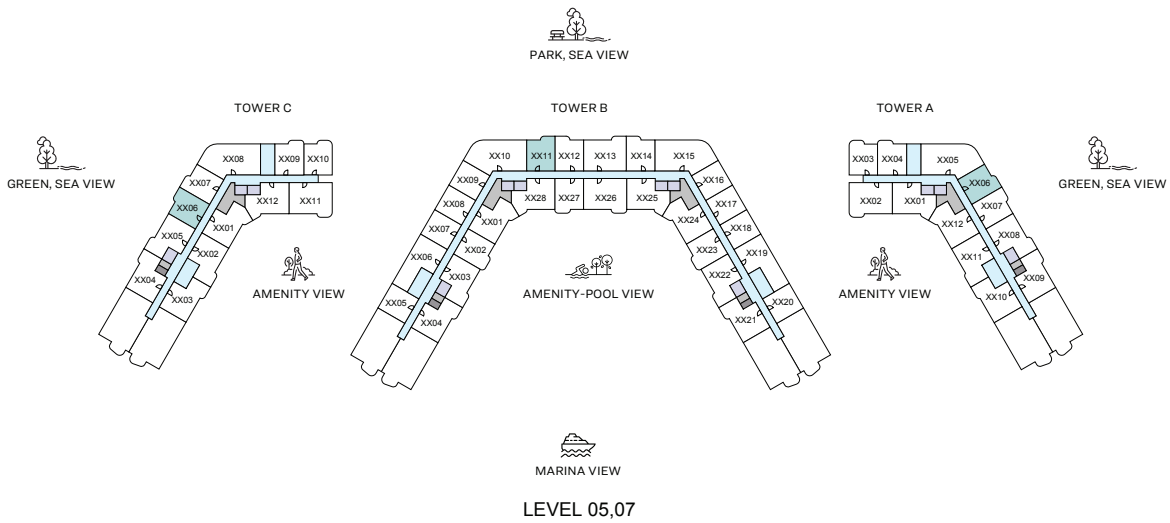 PARK, SEA VIEW
TOWER C
TOWER B
TOWER A
GREEN, SEA VIEW
GREEN, SEA VIEW
XX08
XX09
XX10
XX07
XX06
XX12
XX11
XX05
XX01
XX02
XX04
XX03
XX10
XX11
XX12
XX13
XX14
XX15
XX09
XX16
XX08
XX01
XX28
XX27
XX26
XX25
XX24
XX17
XX07
XX02
XX23
XX18
XX06
XX03
XX22
XX19
XX05
XX04
XX21
XX20
XX03
XX04
XX05
XX06
XX02
XX01
XX07
XX12
XX08
XX11
XX09
XX10
AMENITY VIEW
AMENITY-POOL VIEW
AMENITY VIEW
MARINA VIEW
LEVEL 05,07